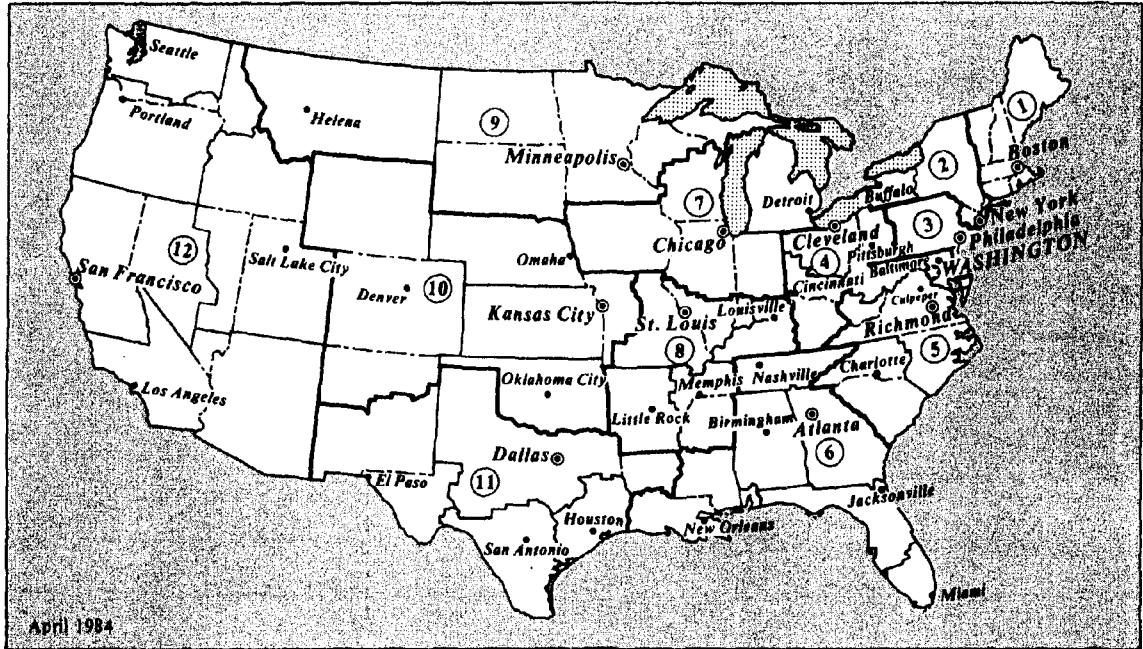 Seattle
Portland
Helena
9
Minneapolis
1
Boston
2
Buffalo
7
Detroit
3
New York
Philadelphia
Chicago
Cleveland
Pittsburgh
WASHINGTON
4
Baltimore
Cincinnati
12
Salt Lake City
San Francisco
Omaha
Denver
10
Culpeper
Kansas City
St. Louis
Louisville
Richmond
8
5
Charlotte
Los Angeles
Oklahoma City
Memphis
Nashville
Little Rock
Birmingham
Atlanta
6
Dallas
El Paso
11
Jacksonville
Houston
New Orleans
San Antonio
Miami
April 1984